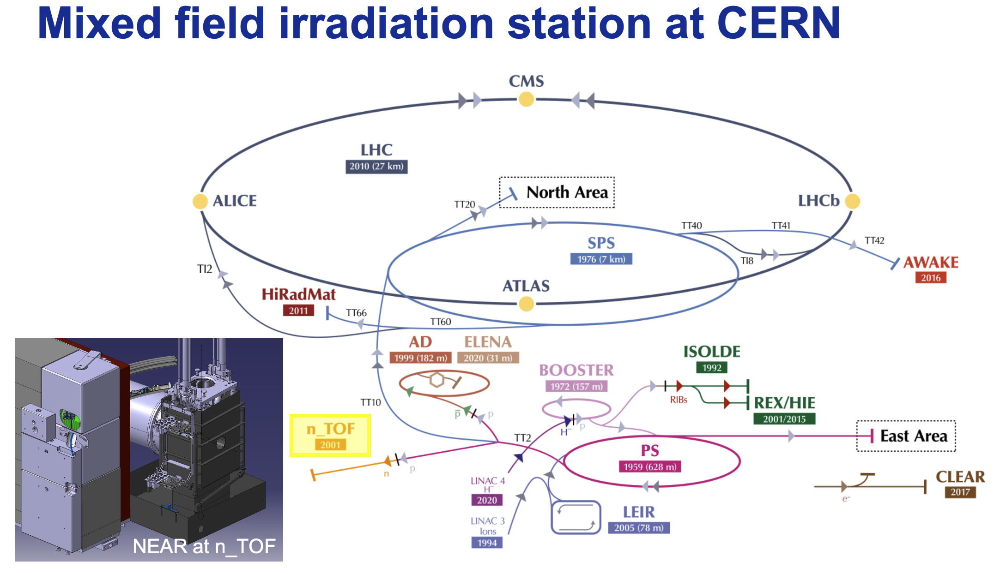 Mixed field irradiation station at CERN
CMS
LHC
2010 (27 km)
North Area
TT20
ALICE
LHCb
TT40
TT41
TT42
SPS
1976 (7 km)
TI8
AWAKE
2016
TI2
ATLAS
HiRadMat
2011
TT66
TT60
AD
1999 (182 m)
ELENA
2020 (31 m)
ISOLDE
1992
BOOSTER
1972 (157 m)
RIBs
REX/HIE
2001/2015
TT10
p̅
p
n_TOF
2001
H⁻
p
TT2
East Area
PS
1959 (628 m)
n
p
LINAC 4
H⁻
2020
CLEAR
2017
e⁻
LEIR
2005 (78 m)
LINAC 3
Ions
1994
NEAR at n_TOF